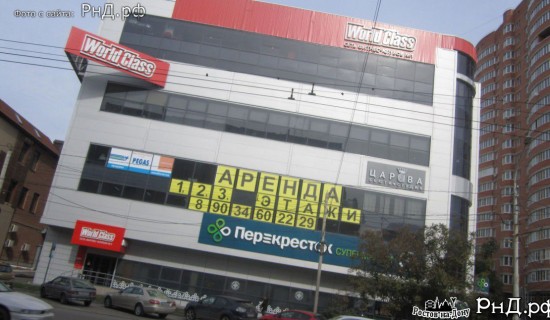 Фото с сайта: РнД.рф
World Class
World Class
PEGAS
ЦАРЕВА
АРЕНДА
1 2 3 ЭТАЖИ
8 90 34 60 22 29
Перекресток
World Class
Ростов-на-Дону РнД.рф